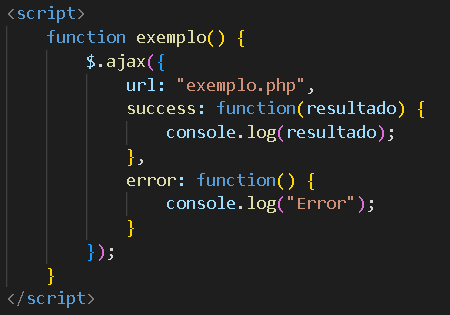 <script>
function exemplo() {
$.ajax({
url: "exemplo.php",
success: function(resultado) {
console.log(resultado);
},
error: function() {
console.log("Error");
}
});
}
</script>